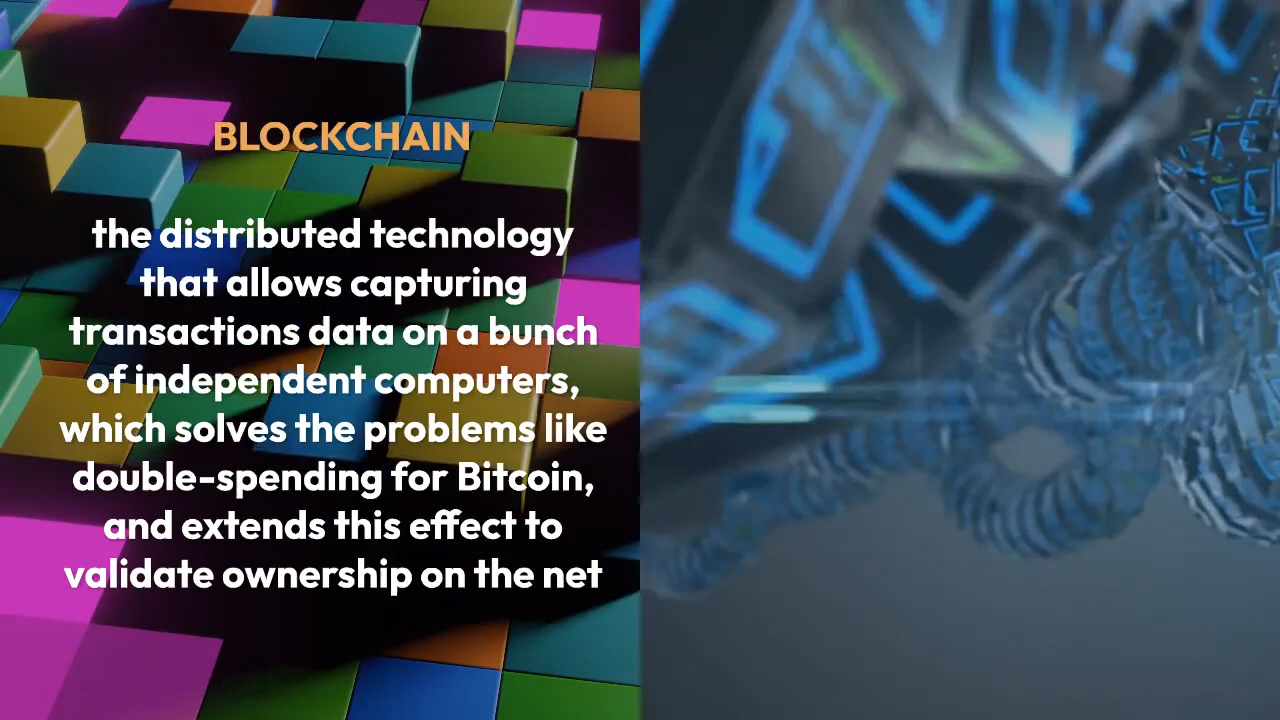 BLOCKCHAIN
the distributed technology
that allows capturing
transactions data on a bunch
of independent computers,
which solves the problems like
double-spending for Bitcoin,
and extends this effect to
validate ownership on the net